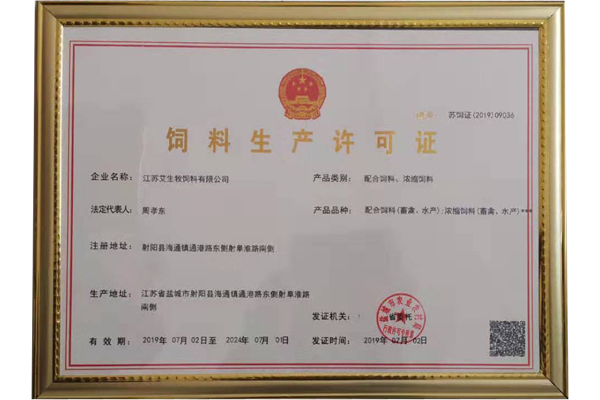 苏饲证(2019)09036
饲料生产许可证
企业名称: 江苏艾生牧饲料有限公司
产品类别: 配合饲料、浓缩饲料
法定代表人: 周孝东
产品品种: 配合饲料(畜禽、水产);浓缩饲料(畜禽、水产)***
注册地址: 射阳县海通镇通港路东侧射阜淮路南侧
生产地址: 江苏省盐城市射阳县海通镇通港路东侧射阜淮路南侧
发证机关:
有效期 2019年 07月 02日至 2024年 07月 01日
发证时间: 2019年 07月 02日